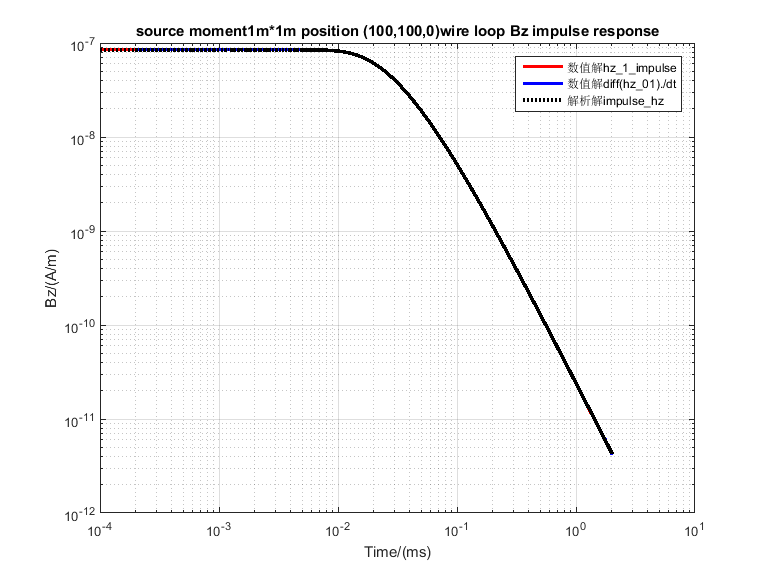 source moment1m*1m position (100,100,0)wire loop Bz impulse response
数值解hz_1_impulse
数值解diff(hz_01)./dt
解析解impulse_hz
Bz/(A/m)
10^-7
10^-8
10^-9
10^-10
10^-11
10^-12
10^-4 10^-3 10^-2 10^-1 10^0 10^1
Time/(ms)